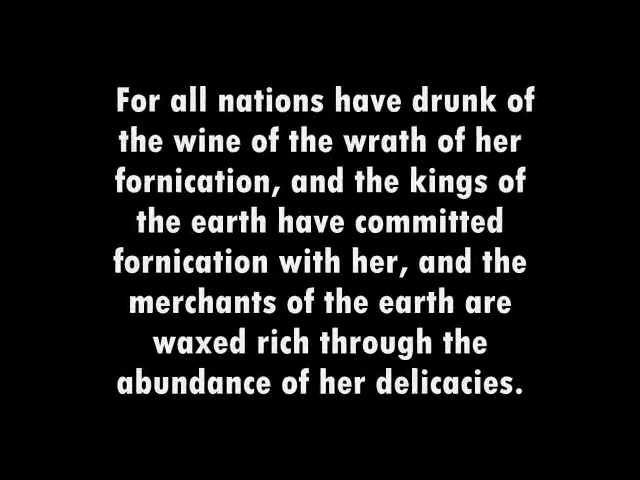 For all nations have drunk of
the wine of the wrath of her
fornication, and the kings of
the earth have committed
fornication with her, and the
merchants of the earth are
waxed rich through the
abundance of her delicacies.